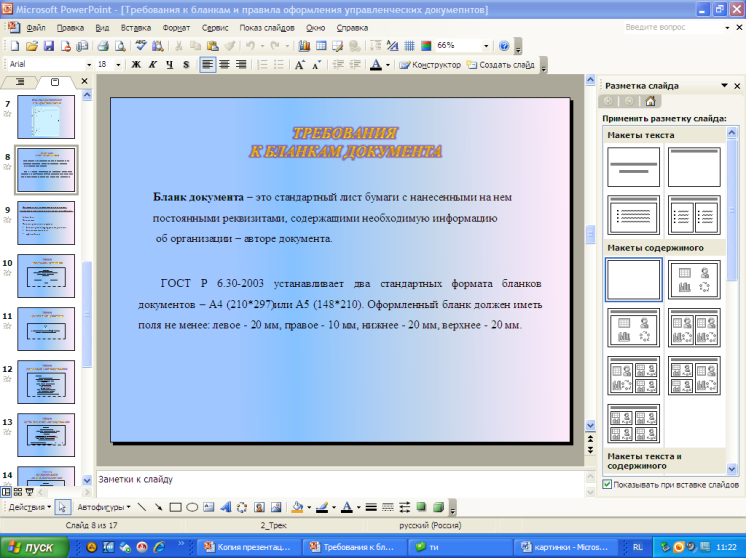 Microsoft PowerPoint - [Требования к бланкам и правила оформления управленческих документов]
Файл Правка Вид Вставка Формат Сервис Показ слайдов Окно Справка
Введите вопрос
66%
Arial 18 Ж К Ч S
A A A Конструктор Создать слайд
Разметка слайда
Применить разметку слайда:
Макеты текста
Макеты содержимого
Макеты текста и содержимого
Показывать при вставке слайдов
7
8
9
10
11
12
13
14
ТРЕБОВАНИЯ
К БЛАНКАМ ДОКУМЕНТА
Бланк документа – это стандартный лист бумаги с нанесенными на нем
постоянными реквизитами, содержащими необходимую информацию
об организации – авторе документа.
ГОСТ Р 6.30-2003 устанавливает два стандартных формата бланков
документов – А4 (210*297)или А5 (148*210). Оформленный бланк должен иметь
поля не менее: левое - 20 мм, правое - 10 мм, нижнее - 20 мм, верхнее - 20 мм.
Заметки к слайду
Действия Автофигуры
Слайд 8 из 17 2_Трек русский (Россия)
пуск Копия презентац... Требования к бл... ти картинки - Micros... RL 11:22